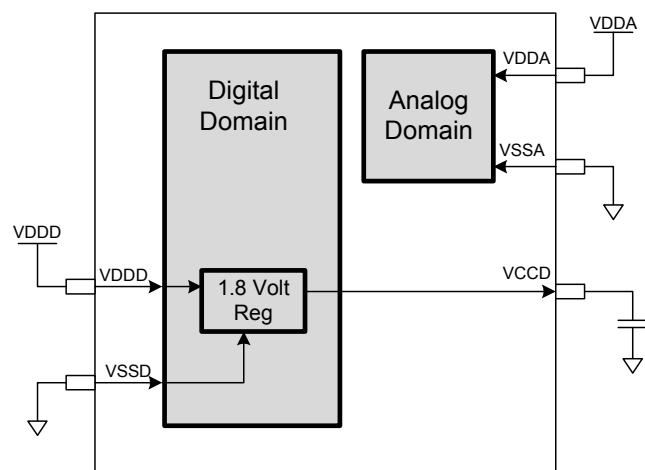 VDDA
VDDA
Digital
Domain
Analog
Domain
VSSA
VDDD
VDDD
1.8 Volt
Reg
VCCD
VSSD